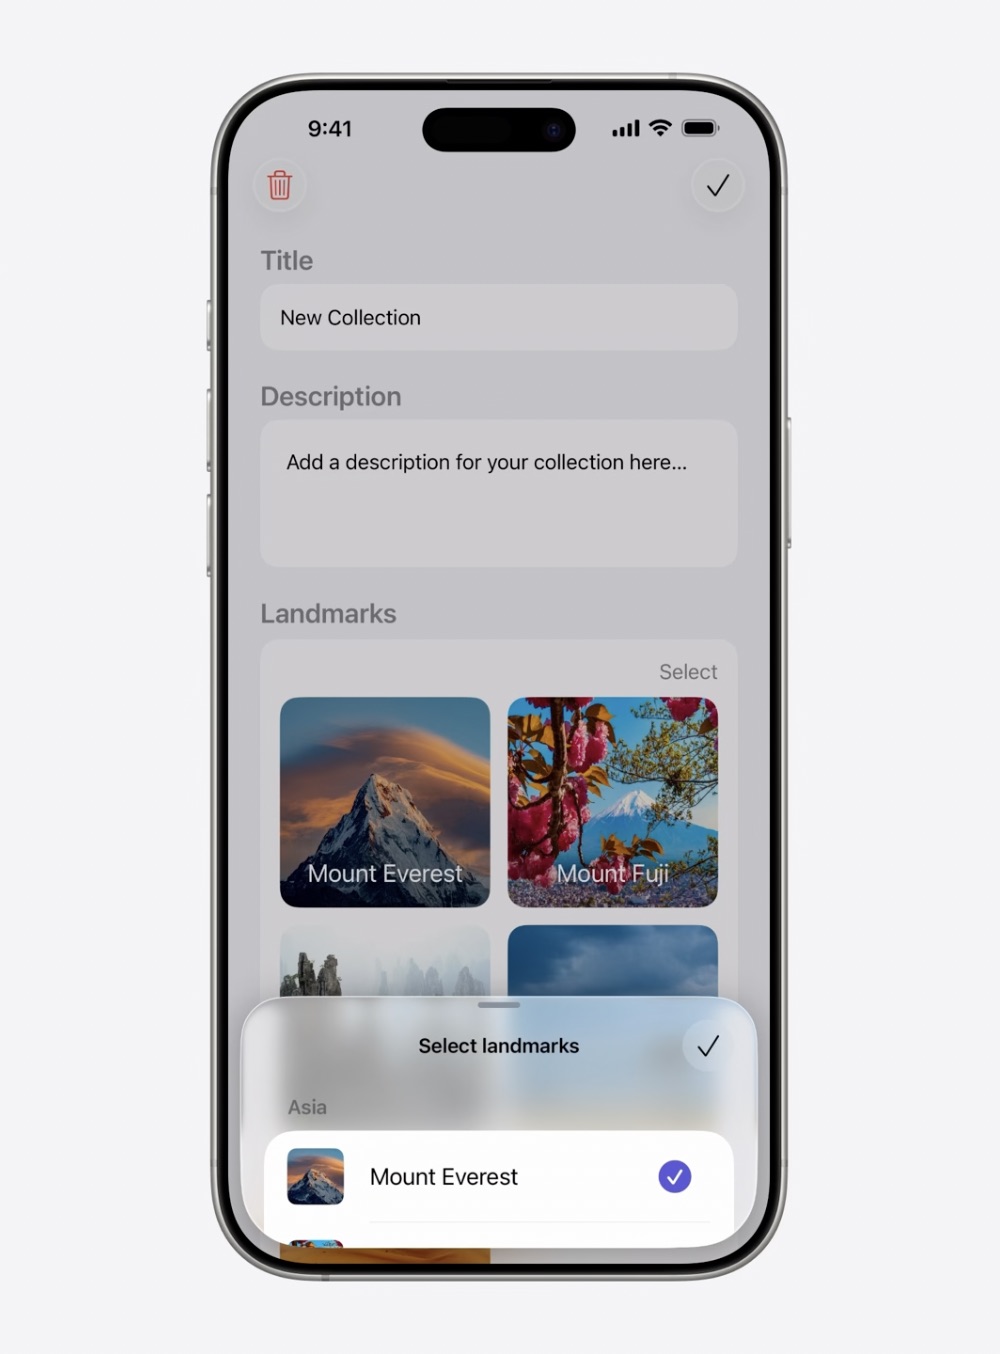 9:41
Title
New Collection
Description
Add a description for your collection here...
Landmarks
Select
Mount Everest
Mount Fuji
Select landmarks
Asia
Mount Everest